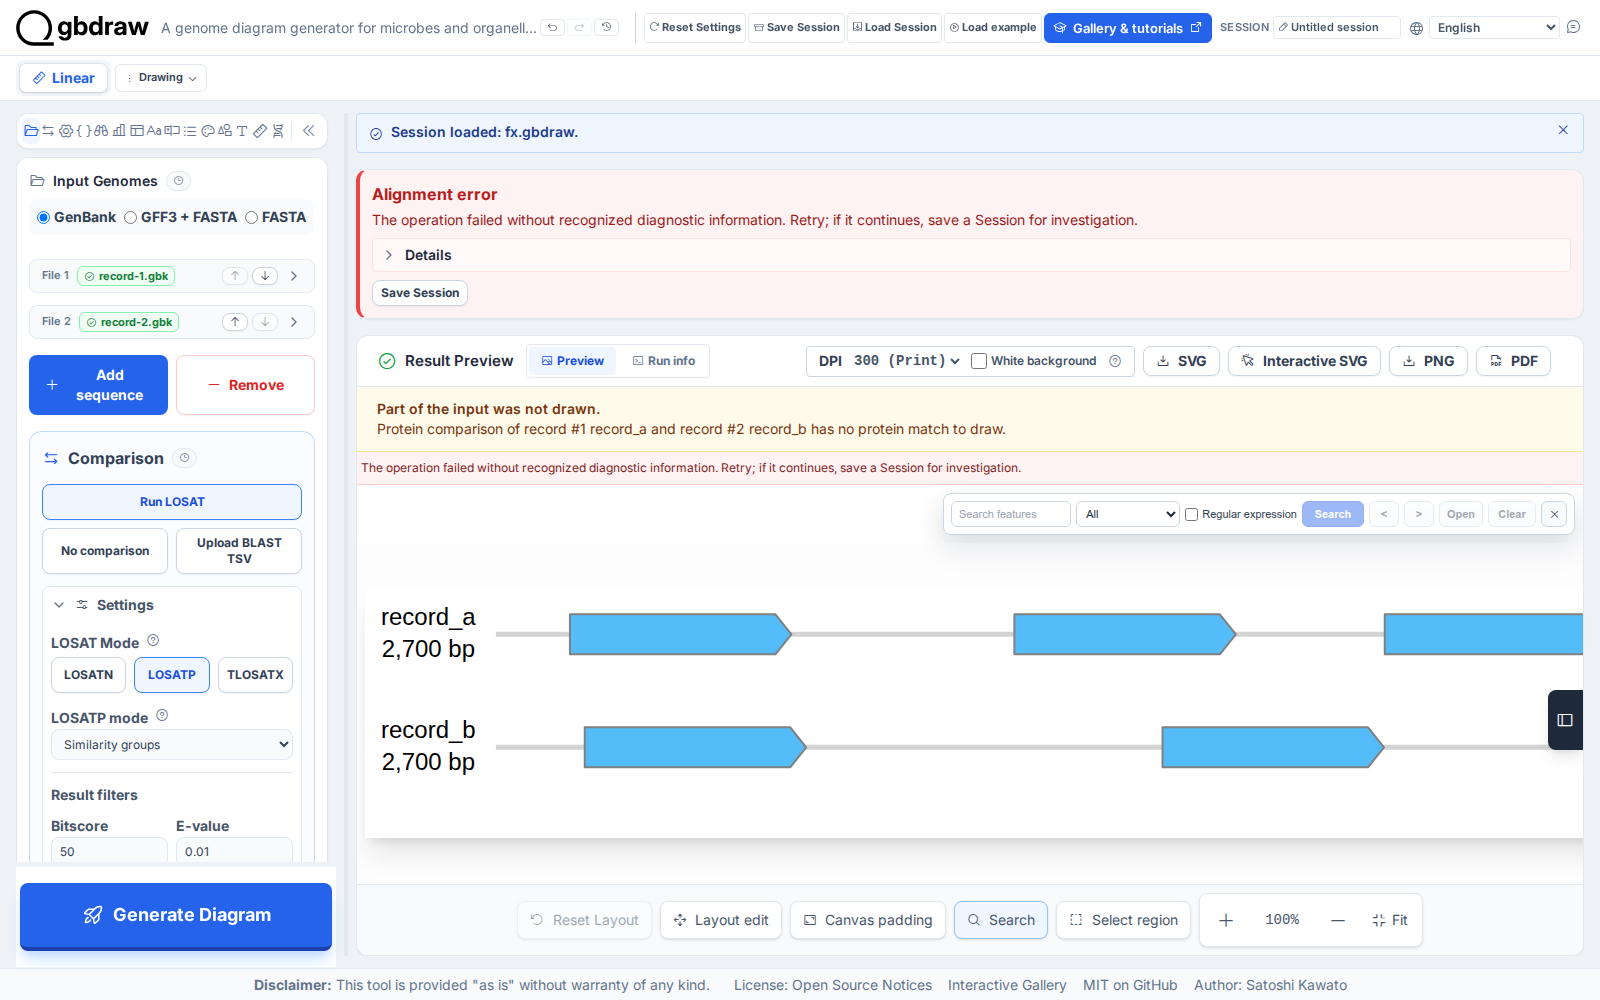 gbdraw
A genome diagram generator for microbes and organell...
Reset Settings
Save Session
Load Session
Load example
Gallery & tutorials
SESSION
Untitled session
English
Linear
Drawing
Input Genomes
GenBank
GFF3 + FASTA
FASTA
File 1
record-1.gbk
File 2
record-2.gbk
Add
sequence
Remove
Comparison
Run LOSAT
No comparison
Upload BLAST
TSV
Settings
LOSAT Mode
LOSATN
LOSATP
TLOSATX
LOSATP mode
Similarity groups
Result filters
Bitscore
E-value
50
0.01
Generate Diagram
Session loaded: fx.gbdraw.
Alignment error
The operation failed without recognized diagnostic information. Retry; if it continues, save a Session for investigation.
Details
Save Session
Result Preview
Preview
Run info
DPI
300 (Print)
White background
SVG
Interactive SVG
PNG
PDF
Part of the input was not drawn.
Protein comparison of record #1 record_a and record #2 record_b has no protein match to draw.
The operation failed without recognized diagnostic information. Retry; if it continues, save a Session for investigation.
Search features
All
Regular expression
Search
<
>
Open
Clear
record_a
2,700 bp
record_b
2,700 bp
Reset Layout
Layout edit
Canvas padding
Search
Select region
100%
Fit
Disclaimer: This tool is provided "as is" without warranty of any kind.
License: Open Source Notices
Interactive Gallery
MIT on GitHub
Author: Satoshi Kawato